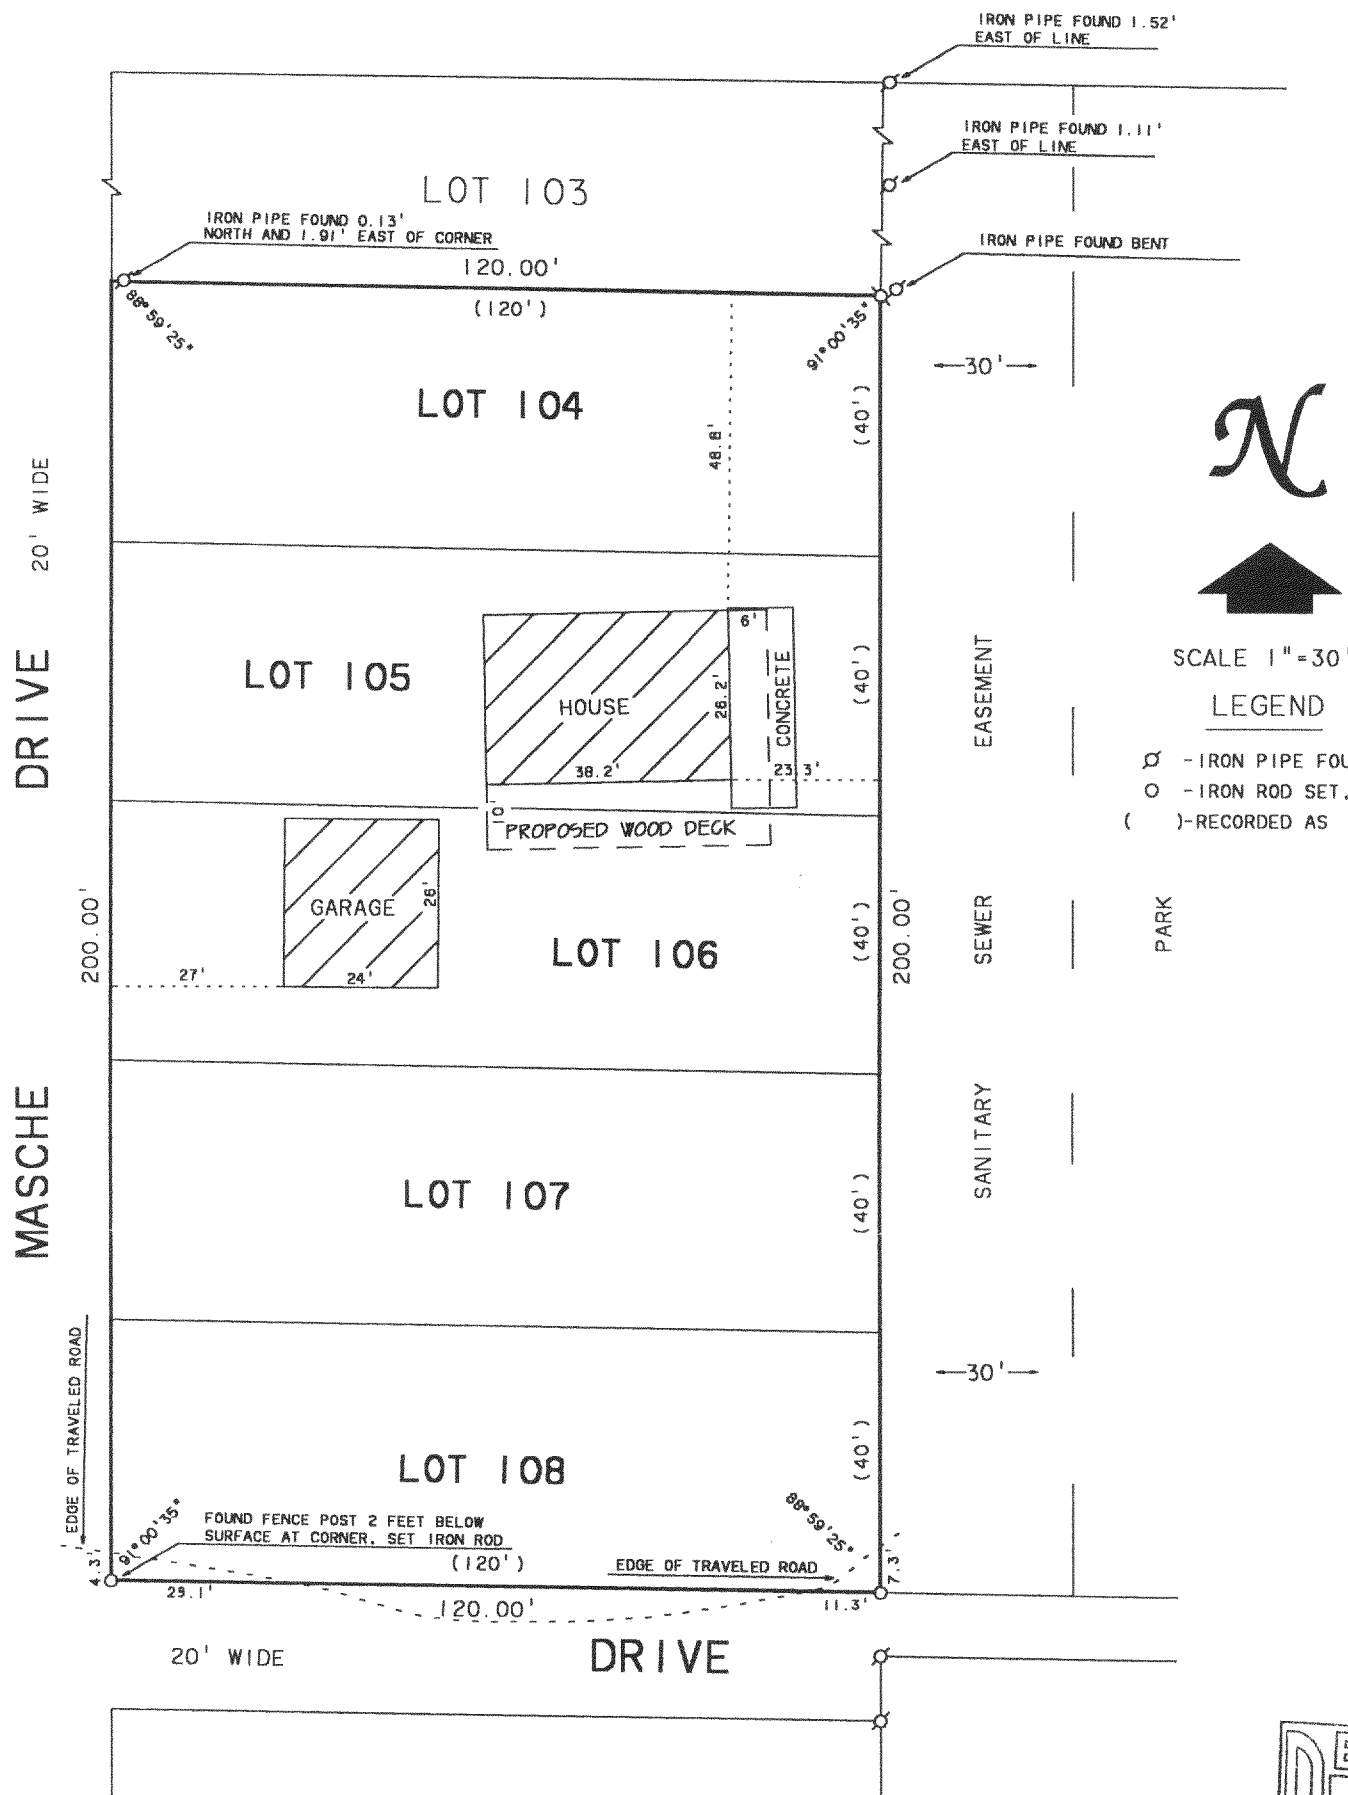 IRON PIPE FOUND 1.52'
EAST OF LINE
IRON PIPE FOUND 1.11'
EAST OF LINE
LOT 103
IRON PIPE FOUND 0.13'
NORTH AND 1.91' EAST OF CORNER
IRON PIPE FOUND BENT
120.00'
(120')
88°59'25"
91°00'35"
30'
LOT 104
(40')
48.8'
N
20' WIDE
DRIVE
MASCHE
LOT 105
HOUSE
26.2'
38.2'
6'
CONCRETE
23.3'
(40')
EASEMENT
SEWER
SANITARY
SCALE 1"=30'
LEGEND
-IRON PIPE FOU
-IRON ROD SET,
( )-RECORDED AS
10'
PROPOSED WOOD DECK
GARAGE
26'
24'
27'
200.00'
LOT 106
(40')
200.00'
PARK
LOT 107
(40')
30'
LOT 108
(40')
EDGE OF TRAVELED ROAD
91°00'35"
FOUND FENCE POST 2 FEET BELOW
SURFACE AT CORNER, SET IRON ROD
(120')
EDGE OF TRAVELED ROAD
88°59'25"
4.3'
7.3'
29.1'
120.00'
11.3'
20' WIDE
DRIVE